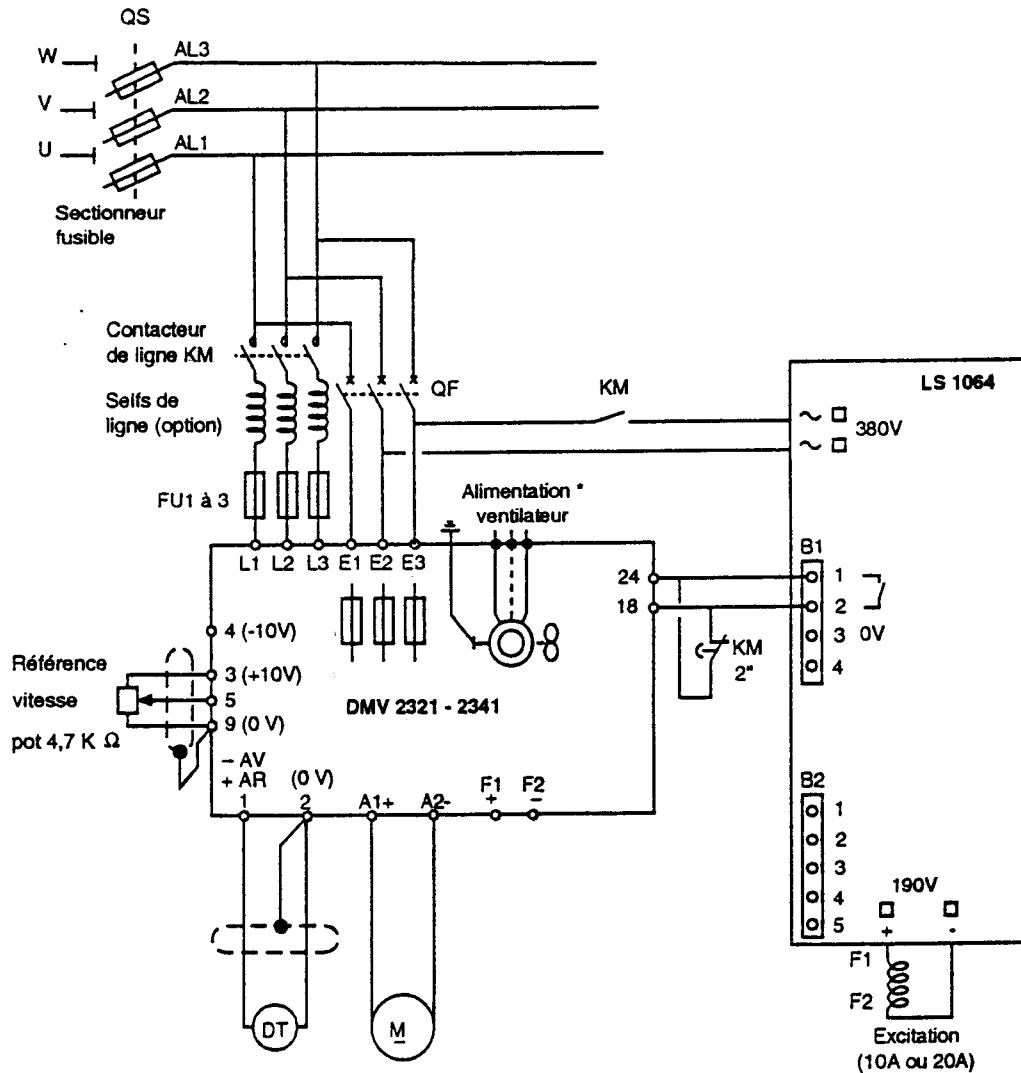 QS
W
AL3
V
AL2
U
AL1
Sectionneur
fusible
Contacteur
de ligne KM
Selfs de
ligne (option)
QF
KM
LS 1064
~
380V
~
FU1 à 3
Alimentation *
ventilateur
L1 L2 L3 E1 E2 E3
24
18
B1
1
2
3 0V
4
KM
2"
4 (-10V)
Référence
vitesse
pot 4,7 K Ω
3 (+10V)
5
9 (0 V)
DMV 2321 - 2341
– AV
+ AR
1
(0 V)
2
A1+
A2-
F1
+
F2
–
B2
1
2
3
4
5
190V
+ -
F1
F2
Excitation
(10A ou 20A)
DT
M